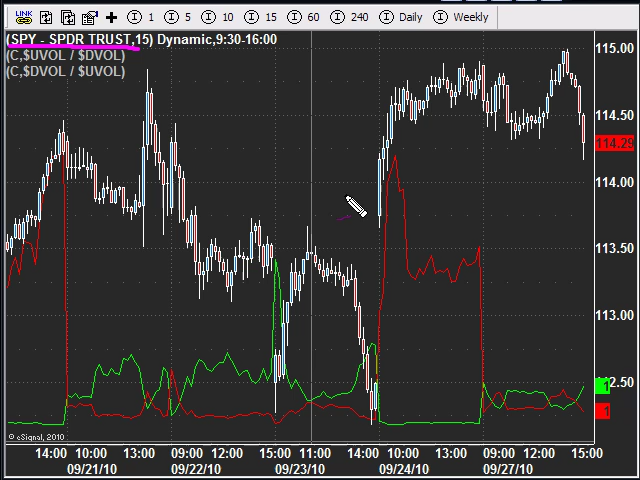 LINK 1 5 10 15 60 240 Daily Weekly
(SPY - SPDR TRUST,15) Dynamic,9:30-16:00
(C,$UVOL / $DVOL)
(C,$DVOL / $UVOL)
115.00
114.50
114.29
114.00
113.50
113.00
112.50
1
1
© eSignal, 2010
14:00 10:00 13:00 09:00 12:00 15:00 11:00 14:00 10:00 09:00 12:00 15:00
09/21/10 09/22/10 09/23/10 09/24/10 09/27/10